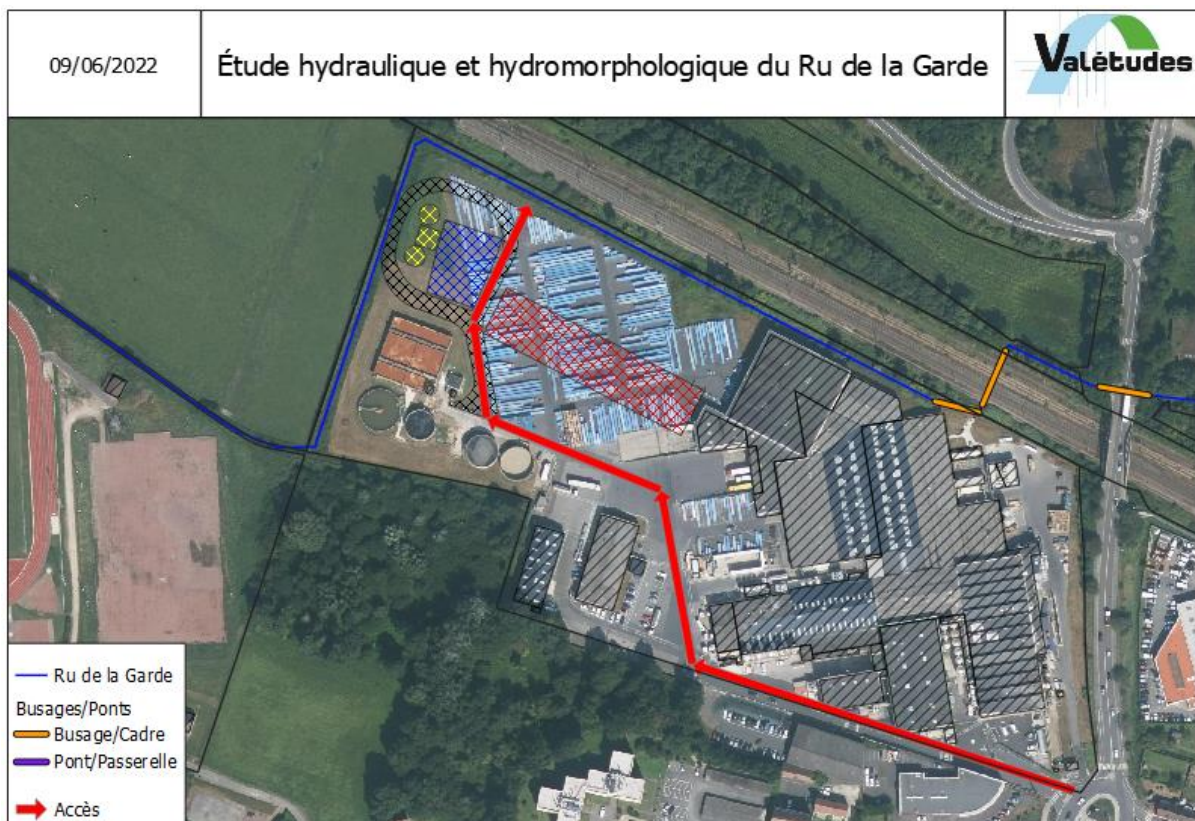 09/06/2022
Étude hydraulique et hydromorphologique du Ru de la Garde
Valétudes
Ru de la Garde
Busages/Ponts
Busage/Cadre
Pont/Passerelle
Accès